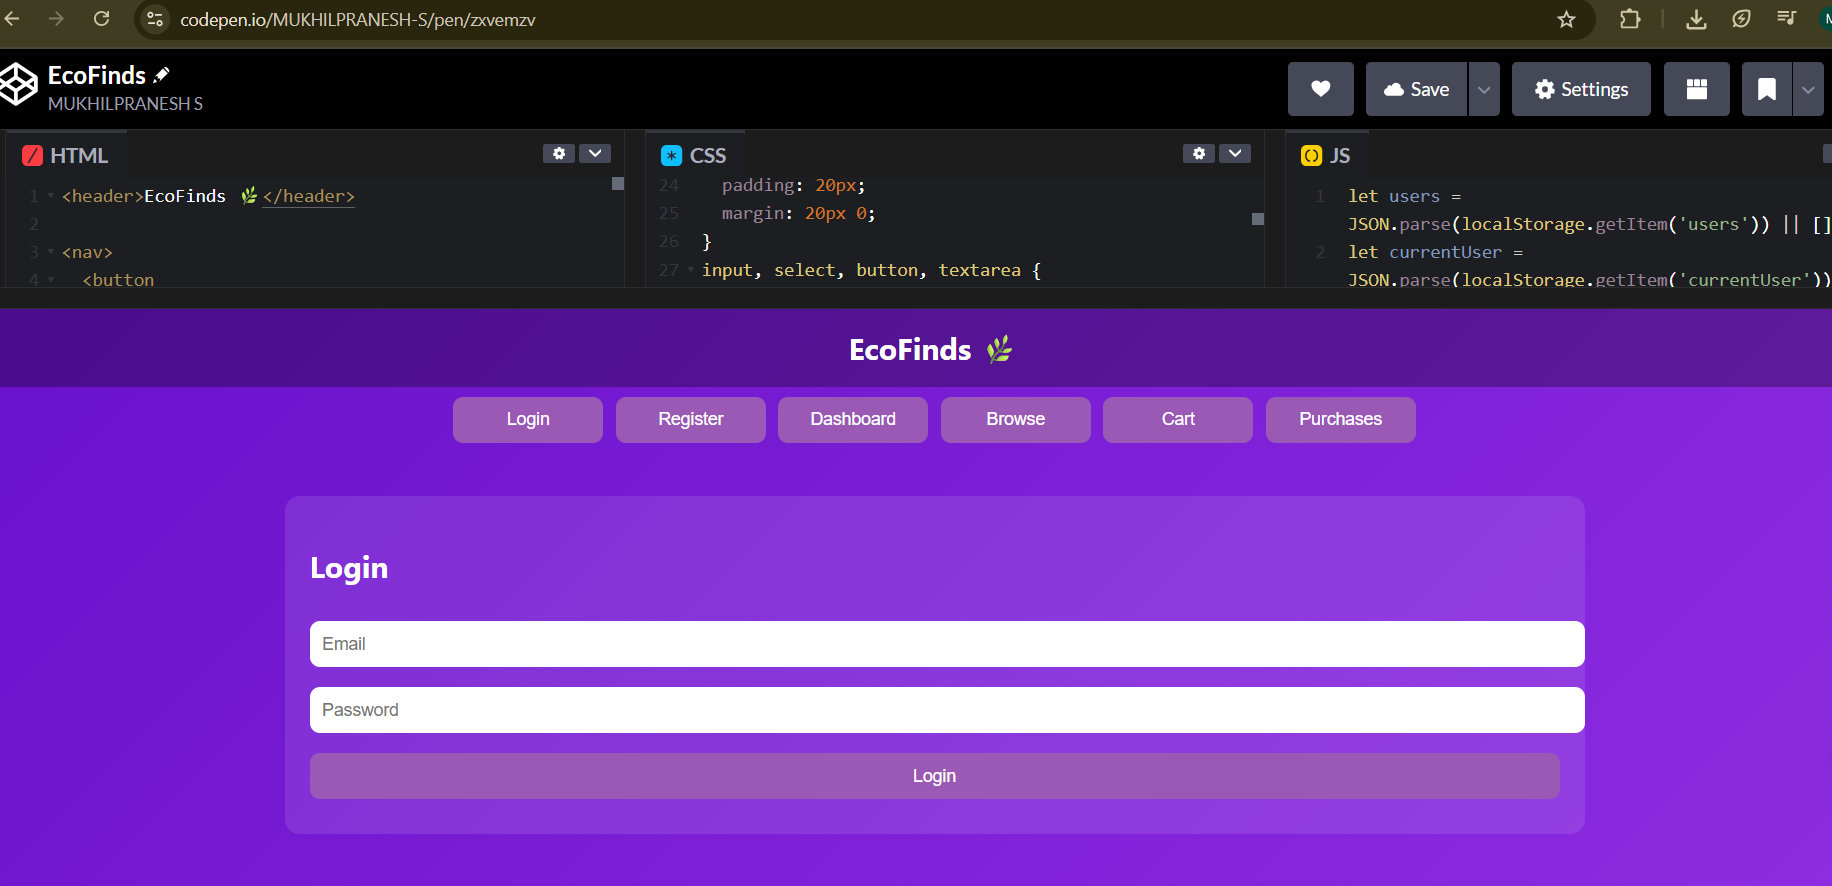 codepen.io/MUKHILPRANESH-S/pen/zxvemzv
EcoFinds
MUKHILPRANESH S
Save
Settings
HTML
1 <header>EcoFinds 🌿</header>
2
3 <nav>
4 <button
CSS
24 padding: 20px;
25 margin: 20px 0;
26 }
27 input, select, button, textarea {
JS
1 let users =
JSON.parse(localStorage.getItem('users')) || []
2 let currentUser =
JSON.parse(localStorage.getItem('currentUser'))
EcoFinds 🌿
Login
Register
Dashboard
Browse
Cart
Purchases
Login
Email
Password
Login